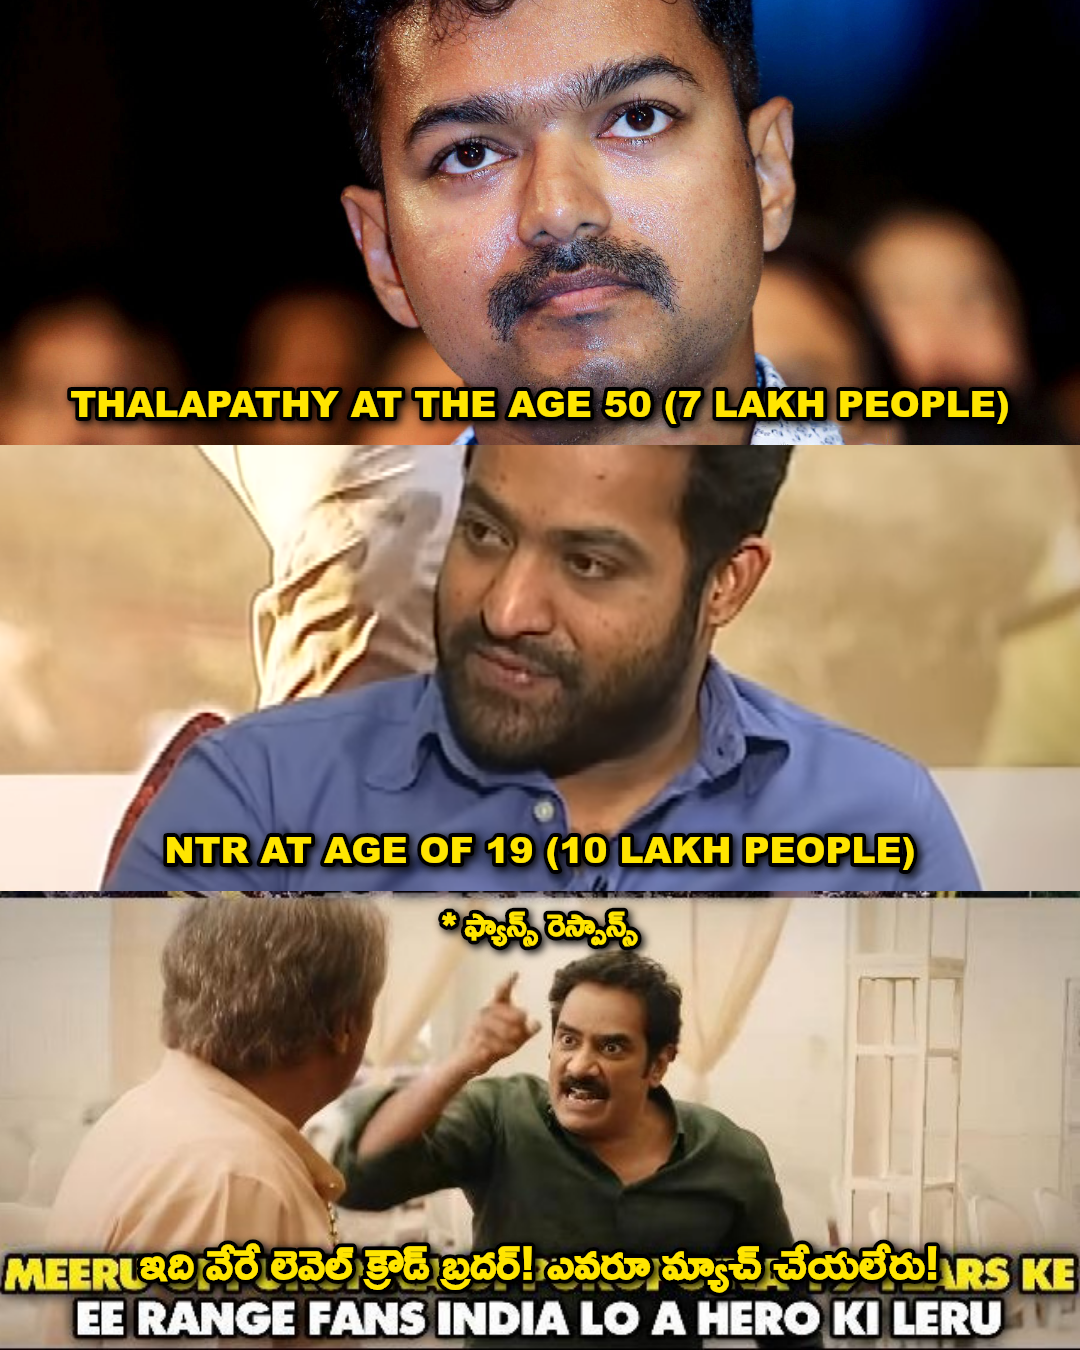 THALAPATHY AT THE AGE 50 (7 LAKH PEOPLE)
NTR AT AGE OF 19 (10 LAKH PEOPLE)
* ఫ్యాన్స్ రెస్పాన్స్
ఇది వేరే లెవెల్ క్రౌడ్ బ్రదర్! ఎవరూ మ్యాచ్ చేయలేరు!
MEERU KE
EE RANGE FANS INDIA LO A HERO KI LERU